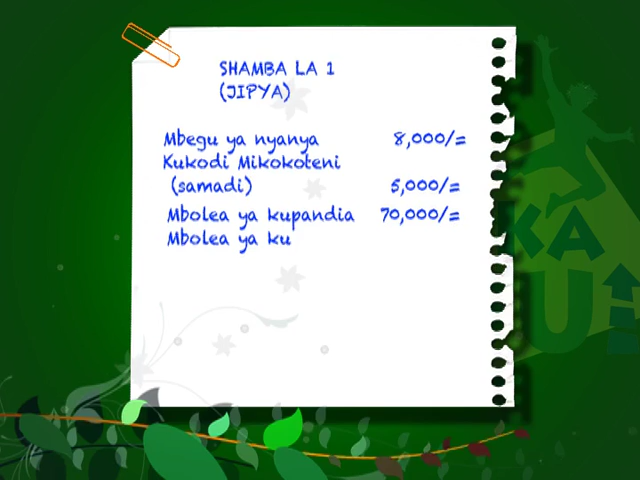 SHAMBA LA 1
(JIPYA)
Mbegu ya nyanya 8,000/=
Kukodi Mikokoteni
(samadi) 5,000/=
Mbolea ya kupandia 70,000/=
Mbolea ya ku
KA
U!